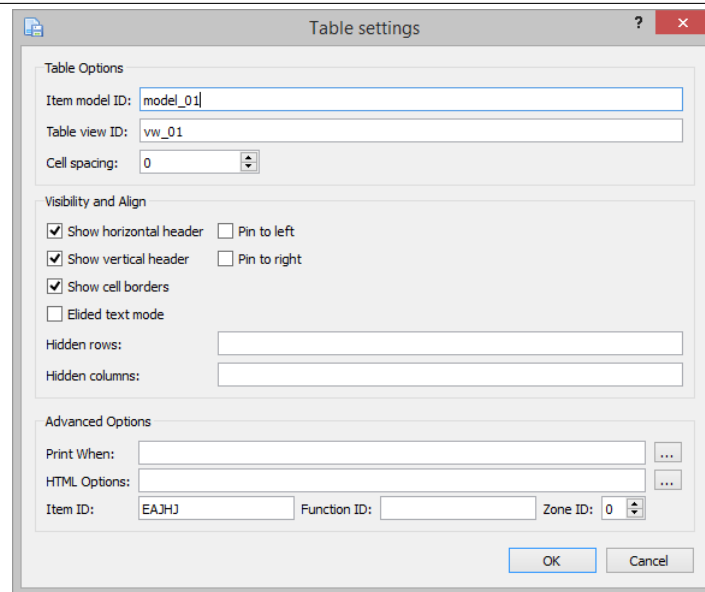 Table settings ?
Table Options
Item model ID: model_01
Table view ID: vw_01
Cell spacing: 0
Visibility and Align
Show horizontal header Pin to left
Show vertical header Pin to right
Show cell borders
Elided text mode
Hidden rows:
Hidden columns:
Advanced Options
Print When: ...
HTML Options: ...
Item ID: EAJHJ Function ID: Zone ID: 0
OK Cancel